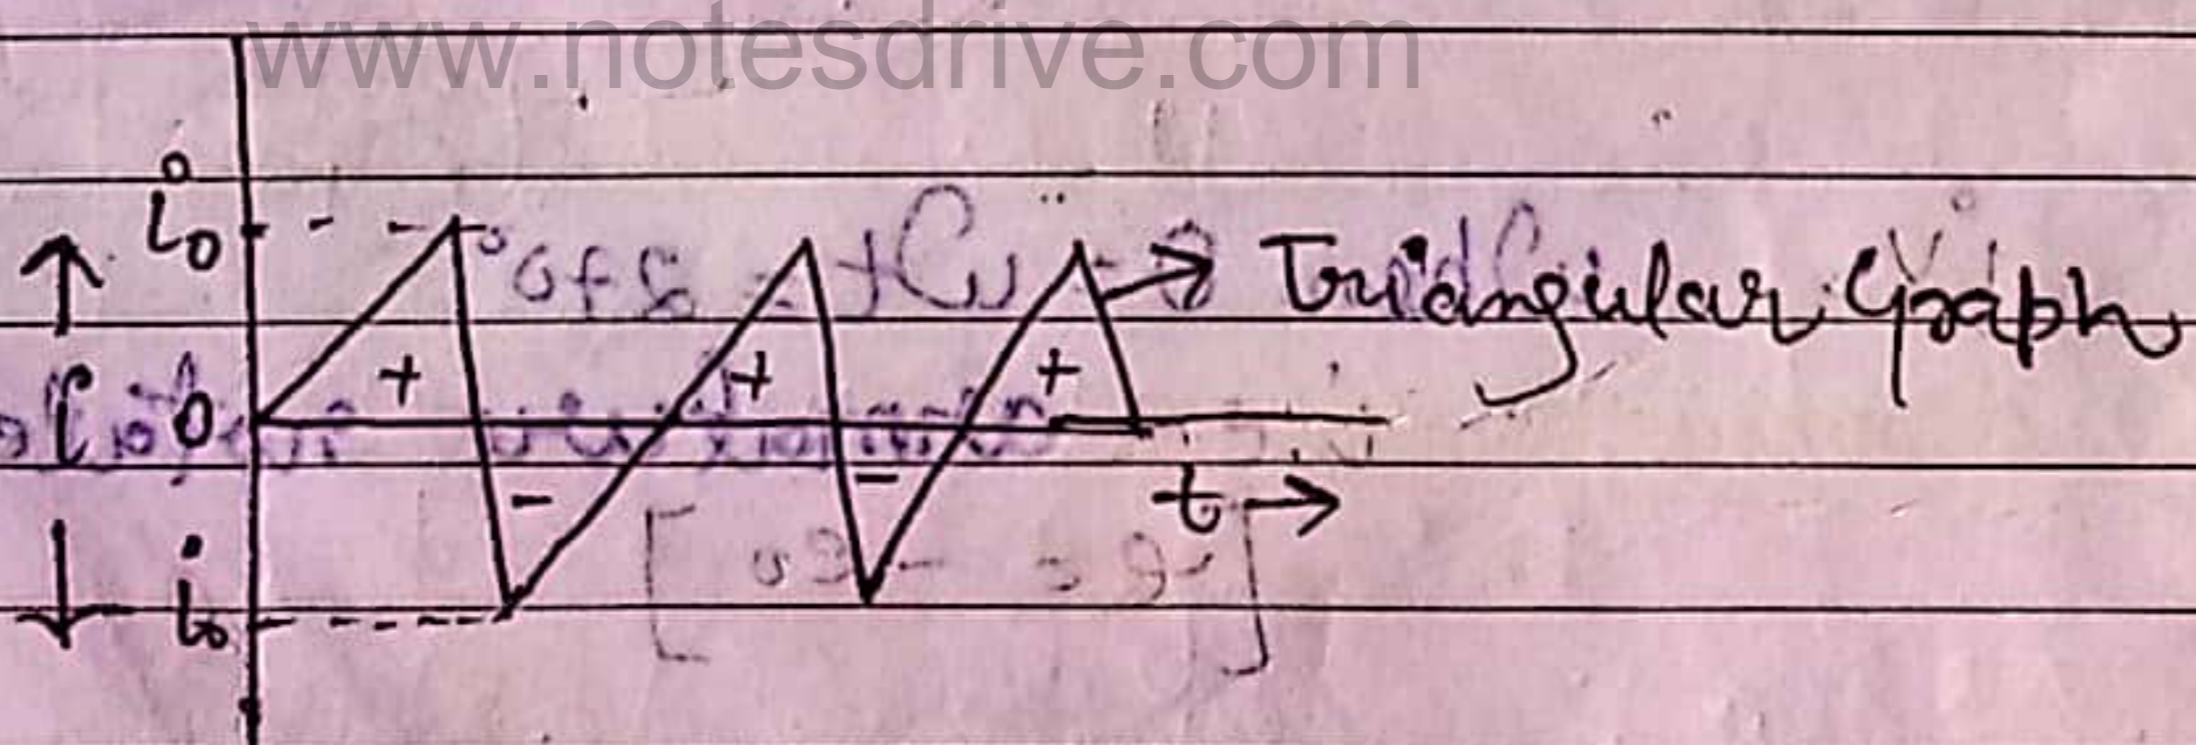 www.notesdrive.com
i₀
→ Triangular Graph
↑
+ + +
i 0
- -
t →
↓ i₀